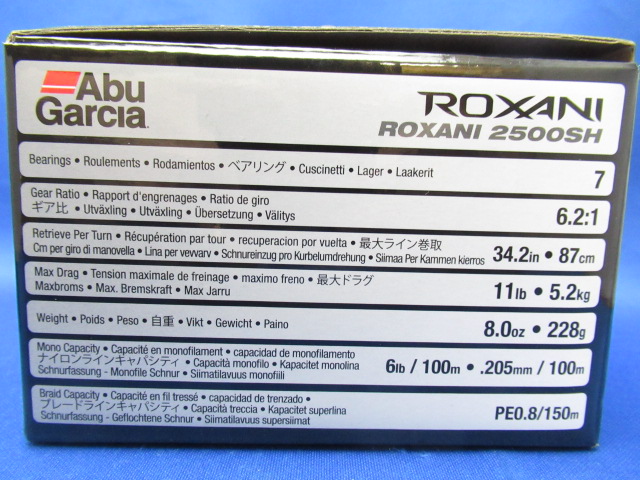 Abu
Garcia
ROXANI
ROXANI 2500SH
Bearings • Roulements • Rodamientos • ベアリング • Cuscinetti • Lager • Laakerit
7
Gear Ratio • Rapport d'engrenages • Ratio de giro
ギア比 • Utväxling • Utväxling • Übersetzung • Välitys
6.2:1
Retrieve Per Turn • Récupération par tour • recuperacion por vuelta • 最大ライン巻取
Cm per giro di manovella • Lina per vevvarv • Schnureinzug pro Kurbelumdrehung • Siimaa Per Kammen kierros
34.2in • 87cm
Max Drag • Tension maximale de freinage • maximo freno • 最大ドラグ
Maxbroms • Max. Bremskraft • Max Jarru
11lb • 5.2kg
Weight • Poids • Peso • 自重 • Vikt • Gewicht • Paino
8.0oz • 228g
Mono Capacity • Capacité en monofilament • capacidad de monofilamento
ナイロンラインキャパシティ • Capacità monofilo • Kapacitet monolina
Schnurfassung - Monofile Schnur • Siimatilavuus monofiili
6lb / 100m • .205mm / 100m
Braid Capacity • Capacité en fil tressé • capacidad de trenzado •
ブレードラインキャパシティ • Capacità treccia • Kapacitet superlina
Schnurfassung - Geflochtene Schnur • Siimatilavuus supersiimat
PE0.8/150m